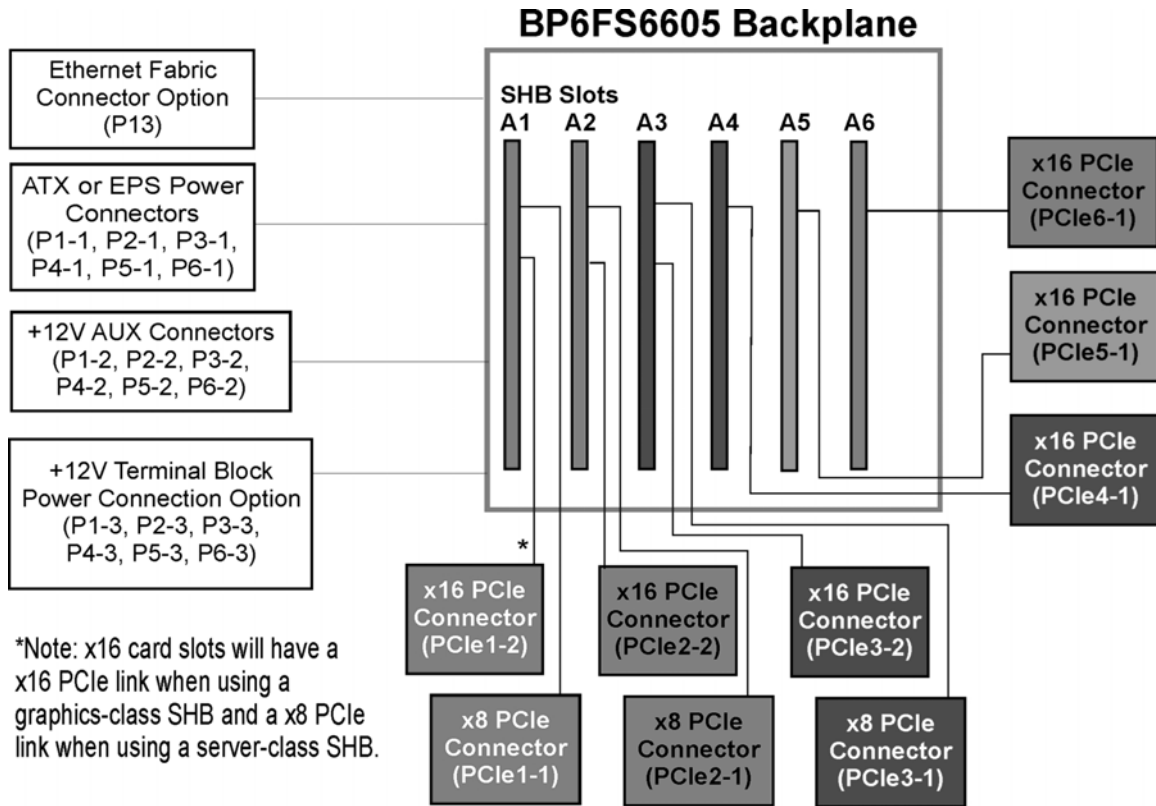 BP6FS6605 Backplane
Ethernet Fabric
Connector Option
(P13)
ATX or EPS Power
Connectors
(P1-1, P2-1, P3-1,
P4-1, P5-1, P6-1)
+12V AUX Connectors
(P1-2, P2-2, P3-2,
P4-2, P5-2, P6-2)
+12V Terminal Block
Power Connection Option
(P1-3, P2-3, P3-3,
P4-3, P5-3, P6-3)
SHB Slots
A1 A2 A3 A4 A5 A6
x16 PCIe
Connector
(PCIe6-1)
x16 PCIe
Connector
(PCIe5-1)
x16 PCIe
Connector
(PCIe4-1)
*
x16 PCIe
Connector
(PCIe1-2)
x16 PCIe
Connector
(PCIe2-2)
x16 PCIe
Connector
(PCIe3-2)
x8 PCIe
Connector
(PCIe1-1)
x8 PCIe
Connector
(PCIe2-1)
x8 PCIe
Connector
(PCIe3-1)
*Note: x16 card slots will have a
x16 PCIe link when using a
graphics-class SHB and a x8 PCIe
link when using a server-class SHB.